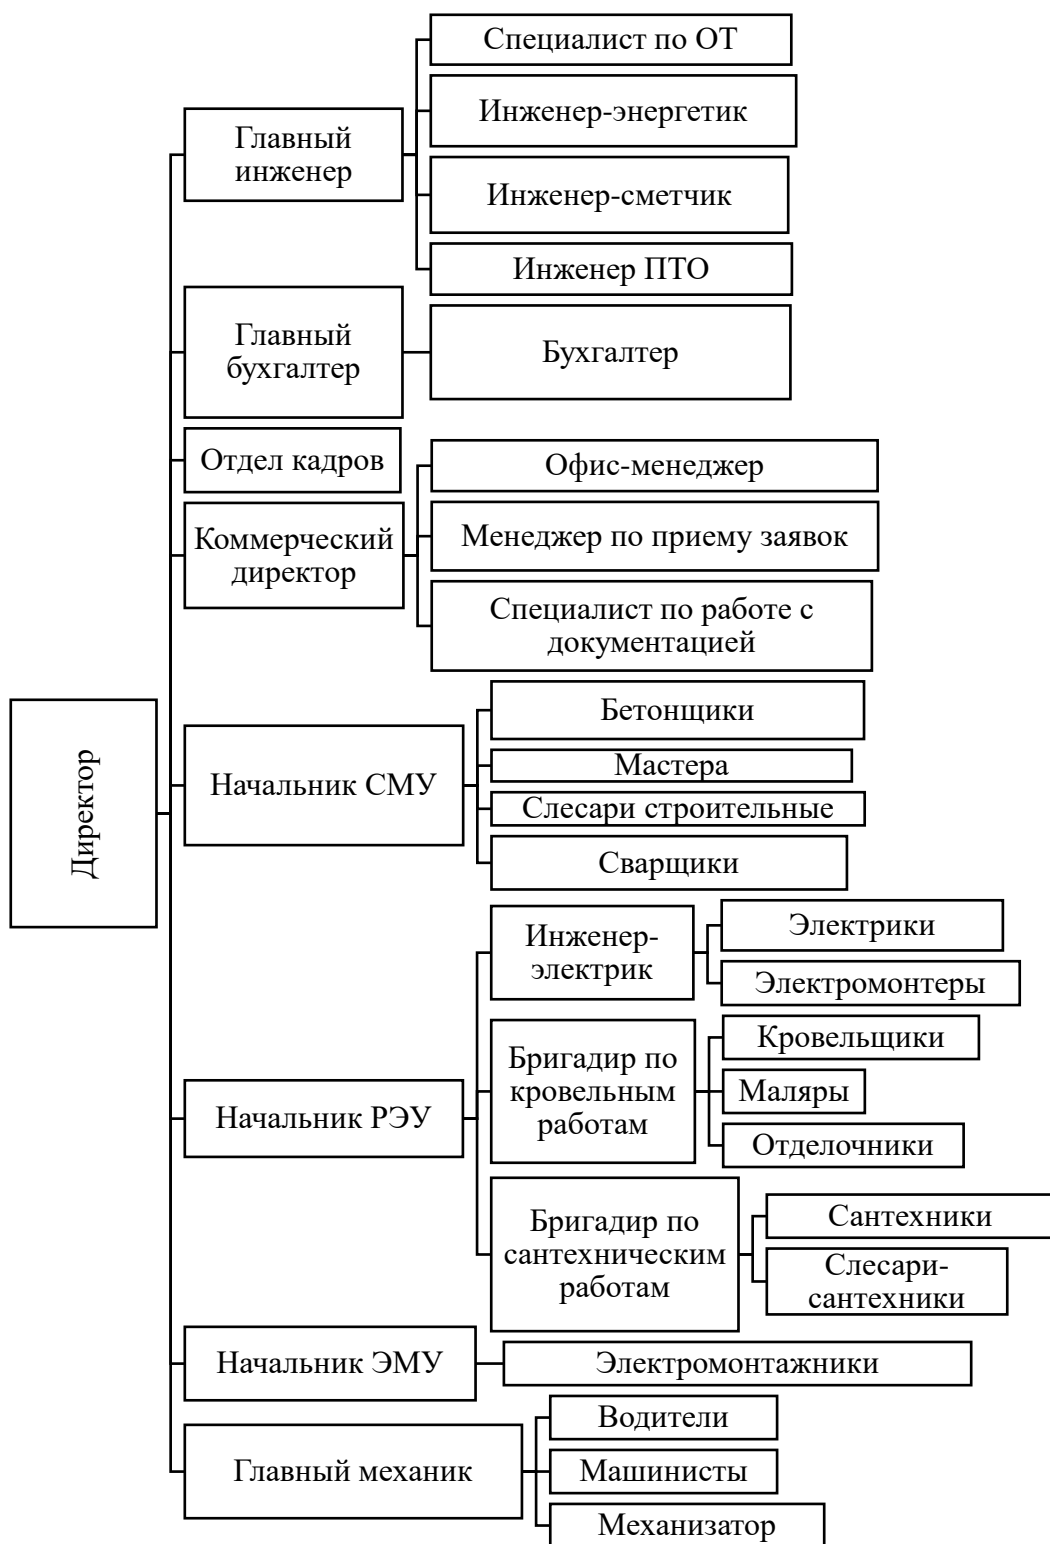 Директор
Главный
инженер
Специалист по ОТ
Инженер-энергетик
Инженер-сметчик
Инженер ПТО
Главный
бухгалтер
Бухгалтер
Отдел кадров
Коммерческий
директор
Офис-менеджер
Менеджер по приему заявок
Специалист по работе с
документацией
Начальник СМУ
Бетонщики
Мастера
Слесари строительные
Сварщики
Начальник РЭУ
Инженер-
электрик
Электрики
Электромонтеры
Бригадир по
кровельным
работам
Кровельщики
Маляры
Отделочники
Бригадир по
сантехническим
работам
Сантехники
Слесари-
сантехники
Начальник ЭМУ
Электромонтажники
Главный механик
Водители
Машинисты
Механизатор